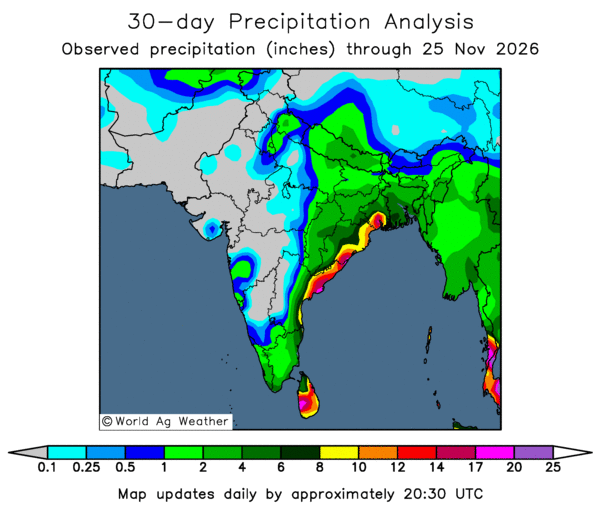 30-day Precipitation Analysis
Observed precipitation (inches) through 25 Nov 2026
©World Ag Weather
0.1 0.25 0.5 1 2 4 6 8 10 12 14 17 20 25
Map updates daily by approximately 20:30 UTC